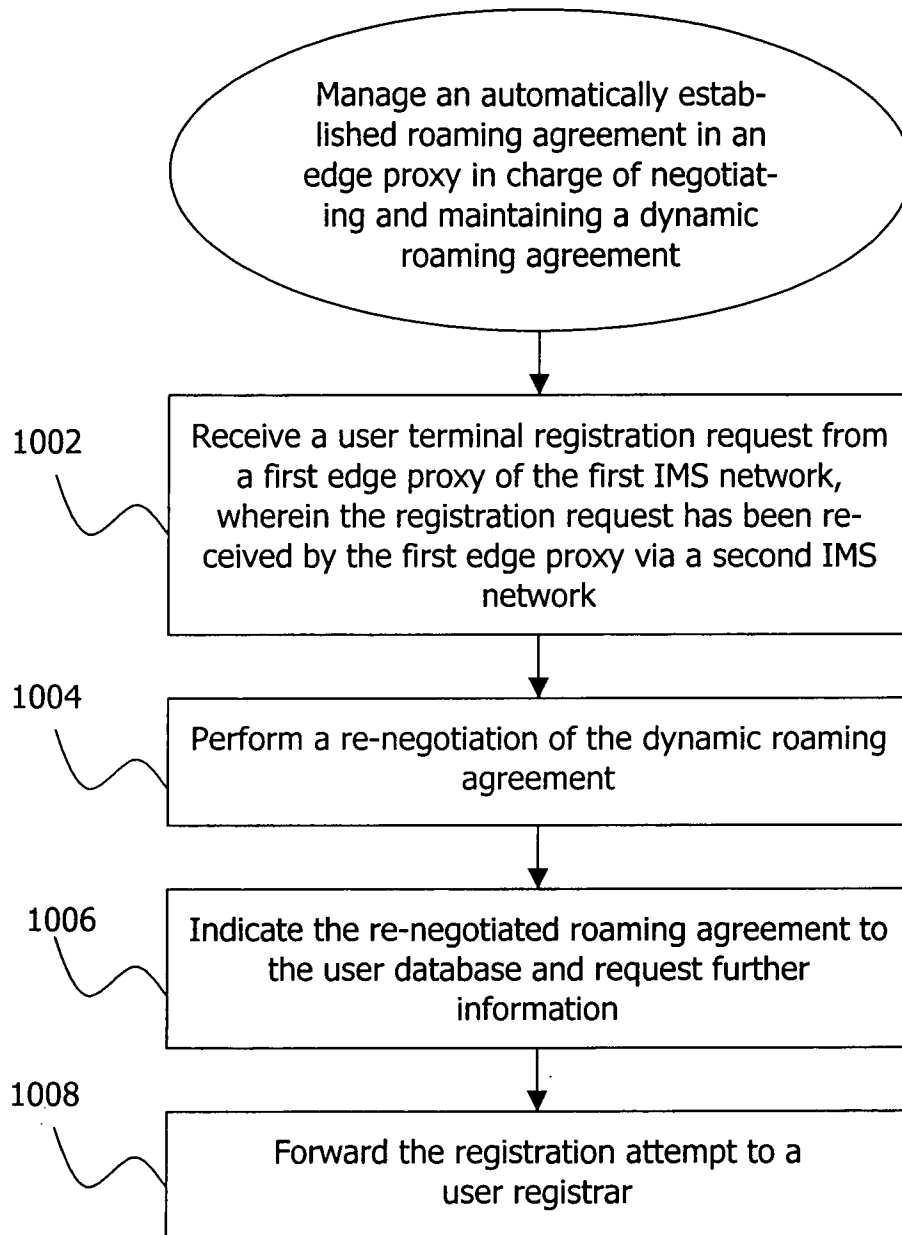 Manage an automatically estab-
lished roaming agreement in an
edge proxy in charge of negotiat-
ing and maintaining a dynamic
roaming agreement
1002
Receive a user terminal registration request from
a first edge proxy of the first IMS network,
wherein the registration request has been re-
ceived by the first edge proxy via a second IMS
network
1004
Perform a re-negotiation of the dynamic roaming
agreement
1006
Indicate the re-negotiated roaming agreement to
the user database and request further
information
1008
Forward the registration attempt to a
user registrar